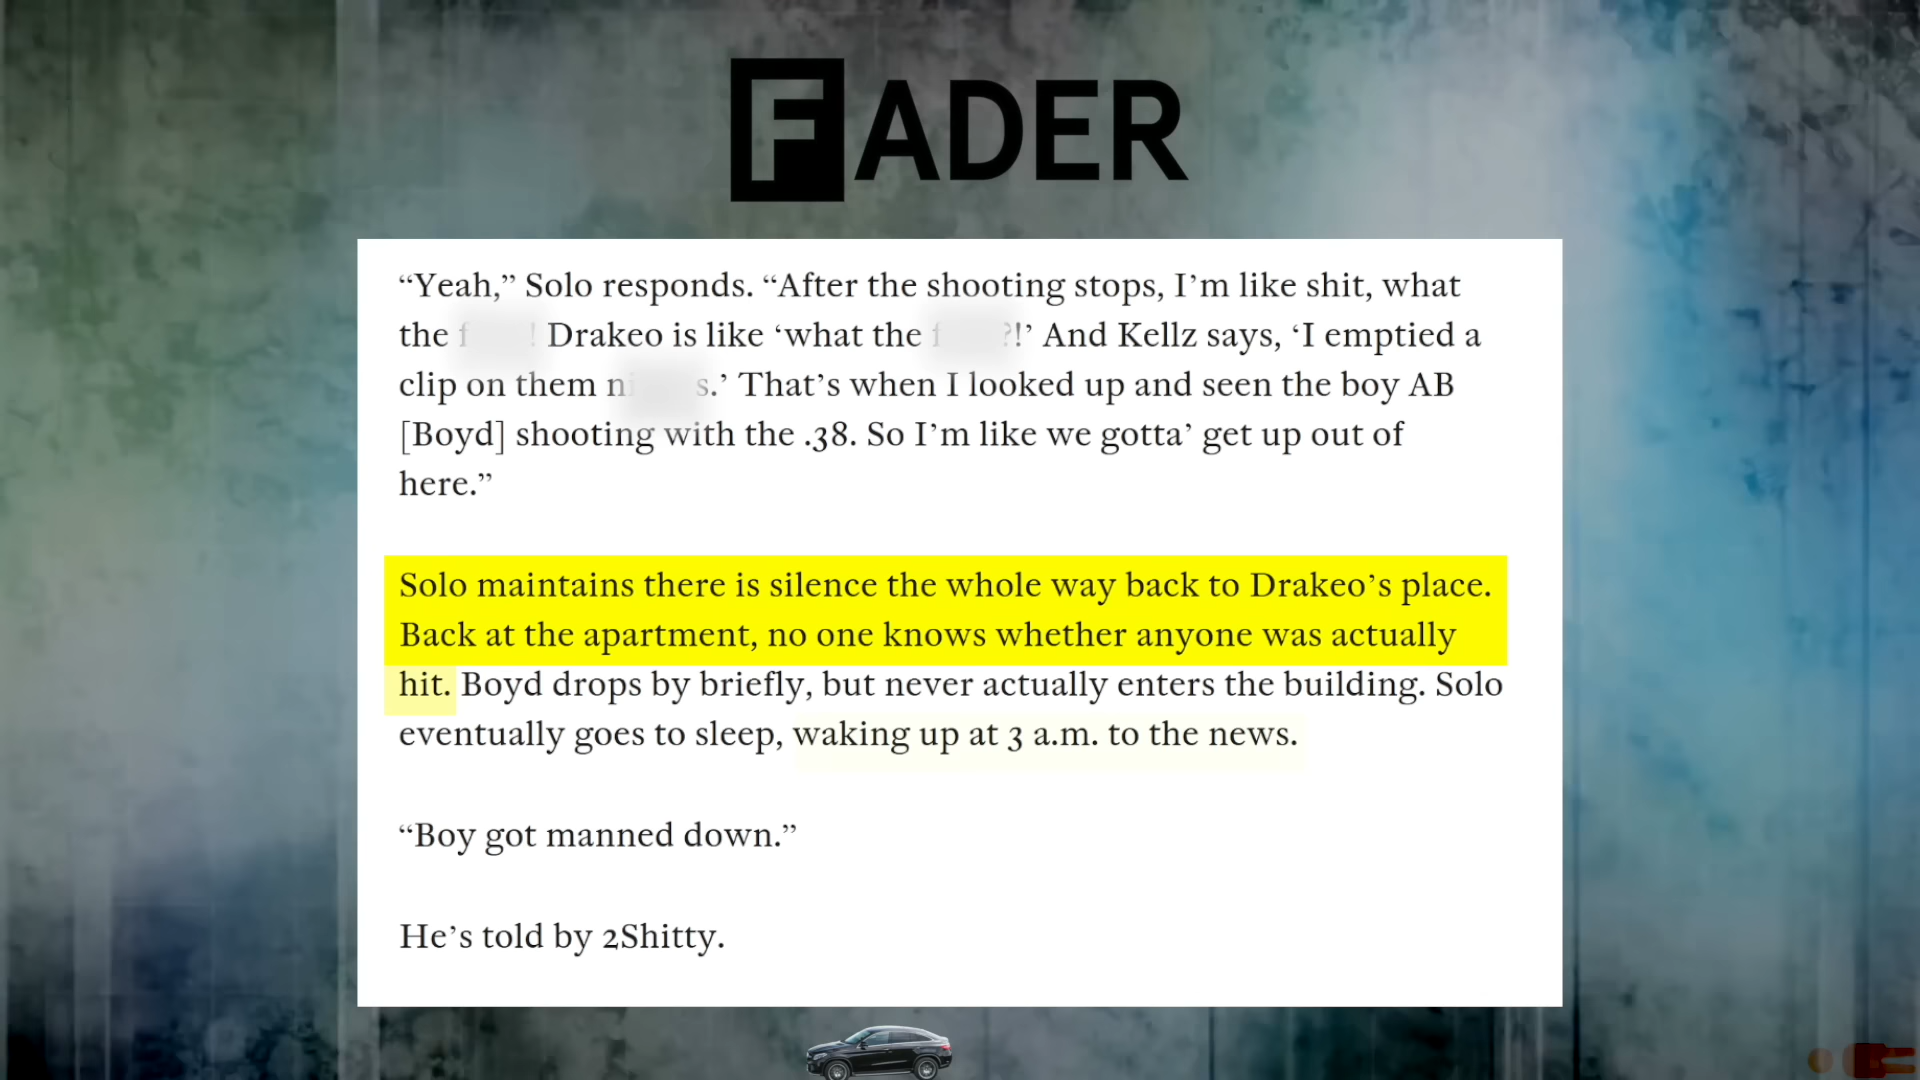 FADER
“Yeah,” Solo responds. “After the shooting stops, I’m like shit, what
the f ! Drakeo is like ‘what the f ?!’ And Kellz says, ‘I emptied a
clip on them ni s.’ That’s when I looked up and seen the boy AB
[Boyd] shooting with the .38. So I’m like we gotta’ get up out of
here.”
Solo maintains there is silence the whole way back to Drakeo’s place.
Back at the apartment, no one knows whether anyone was actually
hit. Boyd drops by briefly, but never actually enters the building. Solo
eventually goes to sleep, waking up at 3 a.m. to the news.
“Boy got manned down.”
He’s told by 2Shitty.